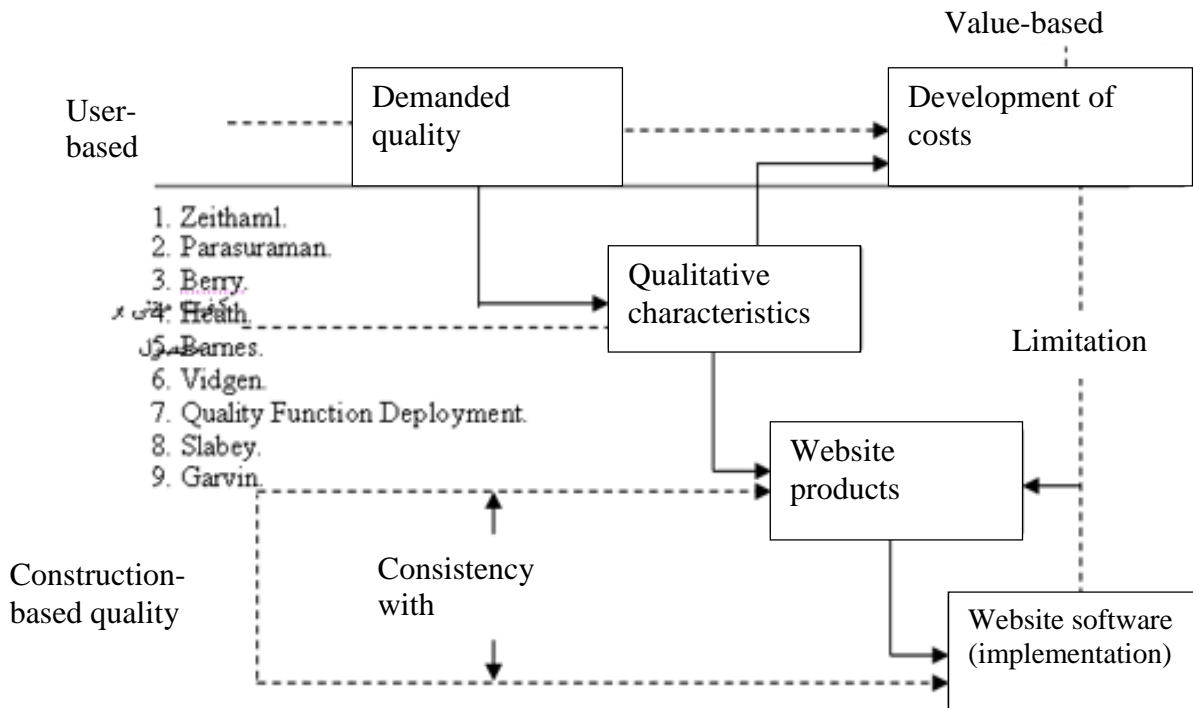 Value-based
Demanded
quality
Development of
costs
User-
based
1. Zeithaml.
2. Parasuraman.
3. Berry.
4. Heath.
5. Barnes.
6. Vidgen.
7. Quality Function Deployment.
8. Slabey.
9. Garvin.
Qualitative
characteristics
Limitation
Website
products
Construction-
based quality
Consistency
with
Website software
(implementation)